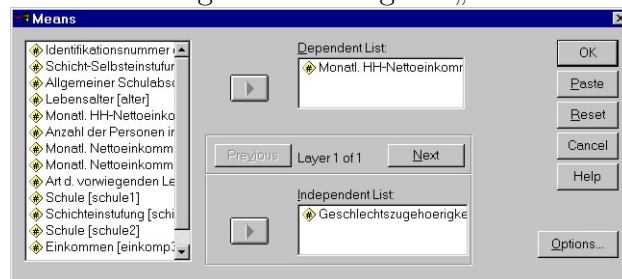 „
Means
Identifikationsnummer
Schicht-Selbsteinstufur
Allgemeiner Schulabsc
Lebensalter [alter]
Monatl. HH-Nettoeinko
Anzahl der Personen ir
Monatl. Nettoeinkomm
Monatl. Nettoeinkomm
Art d. vorwiegenden Le
Schule [schule1]
Schichteinstufung [schi
Schule [schule2]
Einkommen [einkomp3
Dependent List:
Monatl. HH-Nettoeinkomr
Previous Layer 1 of 1 Next
Independent List:
Geschlechtszugehoerigke
OK
Paste
Reset
Cancel
Help
Options...